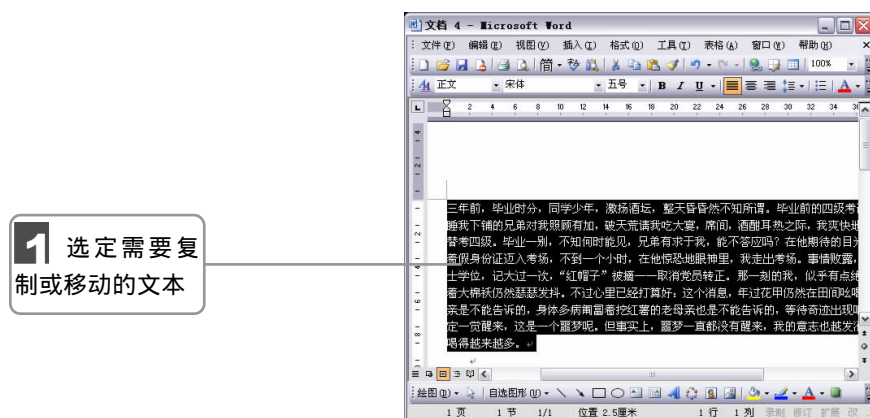 文档 4 - Microsoft Word
文件(F) 编辑(E) 视图(V) 插入(I) 格式(O) 工具(T) 表格(A) 窗口(W) 帮助(H) ×
简 100%
正文 宋体 五号 B I U A
L 2 4 6 8 10 12 14 16 18 20 22 24 26 28 30 32 34
三年前，毕业时分，同学少年，激扬酒坛，整天昏昏然不知所谓。毕业前的四级考
睡我下铺的兄弟对我照顾有加，破天荒请我吃大宴，席间，酒酣耳热之际，我爽快
替考四级。毕业一别，不知何时能见，兄弟有求于我，能不答应吗？在他期待的目
着假身份证迈入考场，不到一个小时，在他惊恐地眼神里，我走出考场。事情败露，
士学位，记大过一次，“红帽子”被摘一一取消党员转正。那一刻的我，似乎有点
着大棉袄仍然瑟瑟发抖。不过心里已经打算好：这个消息，年过花甲仍然在田间吆
亲是不能告诉的，身体多病佝偻着挖红薯的老母亲也是不能告诉的，等待奇迹出现
定一觉醒来，这是一个噩梦呢。但事实上，噩梦一直都没有醒来，我的意志也越发
喝得越来越多。
1 选定需要复
制或移动的文本
绘图(D) 自选图形(U) A
1 页 1 节 1/1 位置 2.5厘米 1 行 1 列 录制 修订 扩展 改